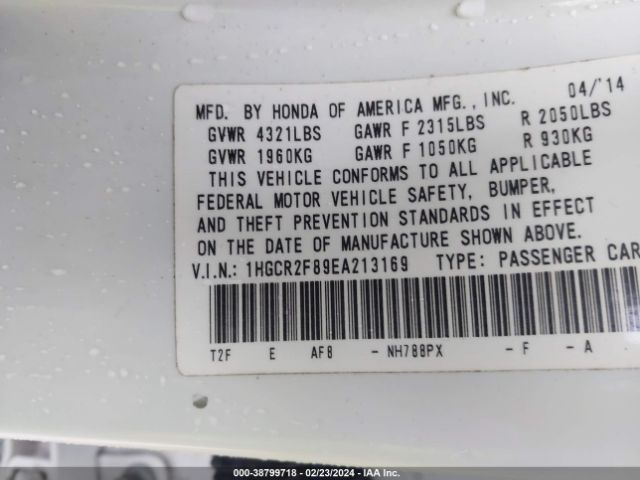 MFD. BY HONDA OF AMERICA MFG., INC. 04/'14
GVWR 4321LBS GAWR F 2315LBS R 2050LBS
GVWR 1960KG GAWR F 1050KG R 930KG
THIS VEHICLE CONFORMS TO ALL APPLICABLE
FEDERAL MOTOR VEHICLE SAFETY, BUMPER,
AND THEFT PREVENTION STANDARDS IN EFFECT
ON THE DATE OF MANUFACTURE SHOWN ABOVE.
V.I.N.: 1HGCR2F89EA213169 TYPE: PASSENGER CAR
T2F E AF8 - NH788PX - F - A
000-38799718 - 02/23/2024 - IAA Inc.